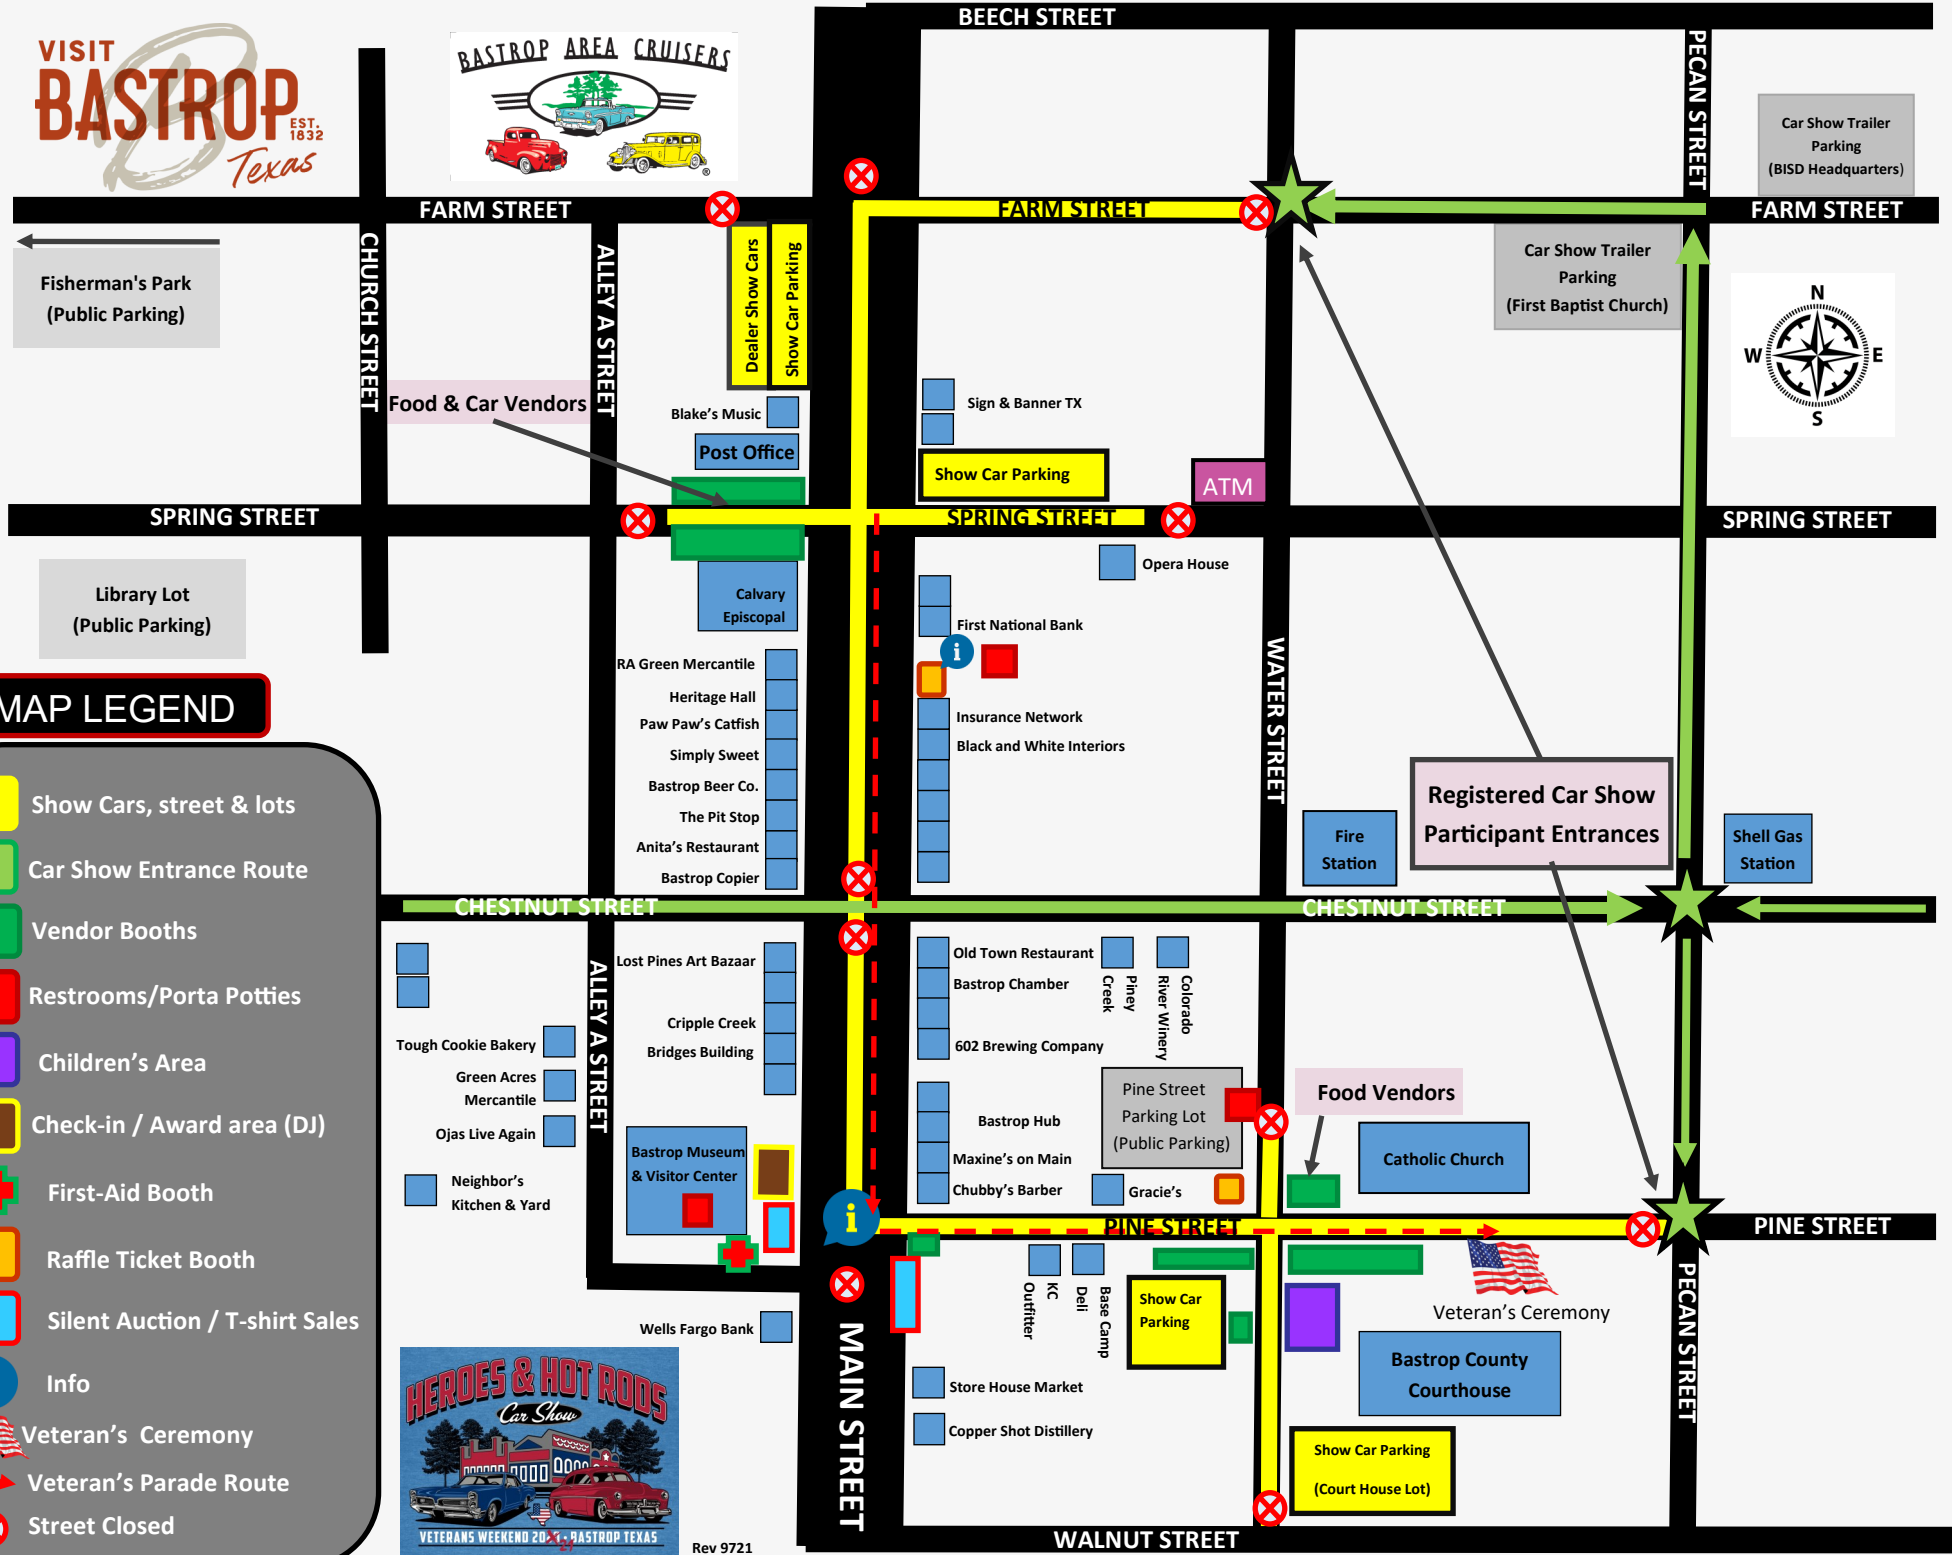 BEECH STREET
VISIT
BASTROP
EST.
1832
Texas
BASTROP AREA CRUISERS
®
PECAN STREET
Car Show Trailer
Parking
(BISD Headquarters)
FARM STREET
FARM STREET
FARM STREET
Fisherman's Park
(Public Parking)
CHURCH STREET
ALLEY A STREET
Dealer Show Cars
Show Car Parking
Car Show Trailer
Parking
(First Baptist Church)
N
W
E
S
Food & Car Vendors
Blake's Music
Post Office
Sign & Banner TX
Show Car Parking
ATM
SPRING STREET
SPRING STREET
SPRING STREET
Library Lot
(Public Parking)
Calvary
Episcopal
Opera House
First National Bank
i
RA Green Mercantile
Heritage Hall
Paw Paw's Catfish
Simply Sweet
Bastrop Beer Co.
The Pit Stop
Anita's Restaurant
Bastrop Copier
Insurance Network
Black and White Interiors
WATER STREET
Registered Car Show
Participant Entrances
Fire
Station
Shell Gas
Station
MAP LEGEND
Show Cars, street & lots
Car Show Entrance Route
Vendor Booths
Restrooms/Porta Potties
Children's Area
Check-in / Award area (DJ)
First-Aid Booth
Raffle Ticket Booth
Silent Auction / T-shirt Sales
Info
Veteran's Ceremony
Veteran's Parade Route
Street Closed
CHESTNUT STREET
CHESTNUT STREET
Lost Pines Art Bazaar
Cripple Creek
Bridges Building
Tough Cookie Bakery
Green Acres
Mercantile
Ojas Live Again
Neighbor's
Kitchen & Yard
ALLEY A STREET
Bastrop Museum
& Visitor Center
Old Town Restaurant
Bastrop Chamber
602 Brewing Company
Piney
Creek
Colorado
River Winery
Bastrop Hub
Maxine's on Main
Chubby's Barber
Gracie's
Pine Street
Parking Lot
(Public Parking)
Food Vendors
Catholic Church
i
PINE STREET
PINE STREET
KC
Outfitter
Base Camp
Deli
Show Car
Parking
Veteran's Ceremony
Bastrop County
Courthouse
PECAN STREET
Wells Fargo Bank
MAIN STREET
Store House Market
Copper Shot Distillery
Show Car Parking
(Court House Lot)
HEROES & HOT RODS
Car Show
VETERANS WEEKEND 20 21 · BASTROP TEXAS
Rev 9721
WALNUT STREET